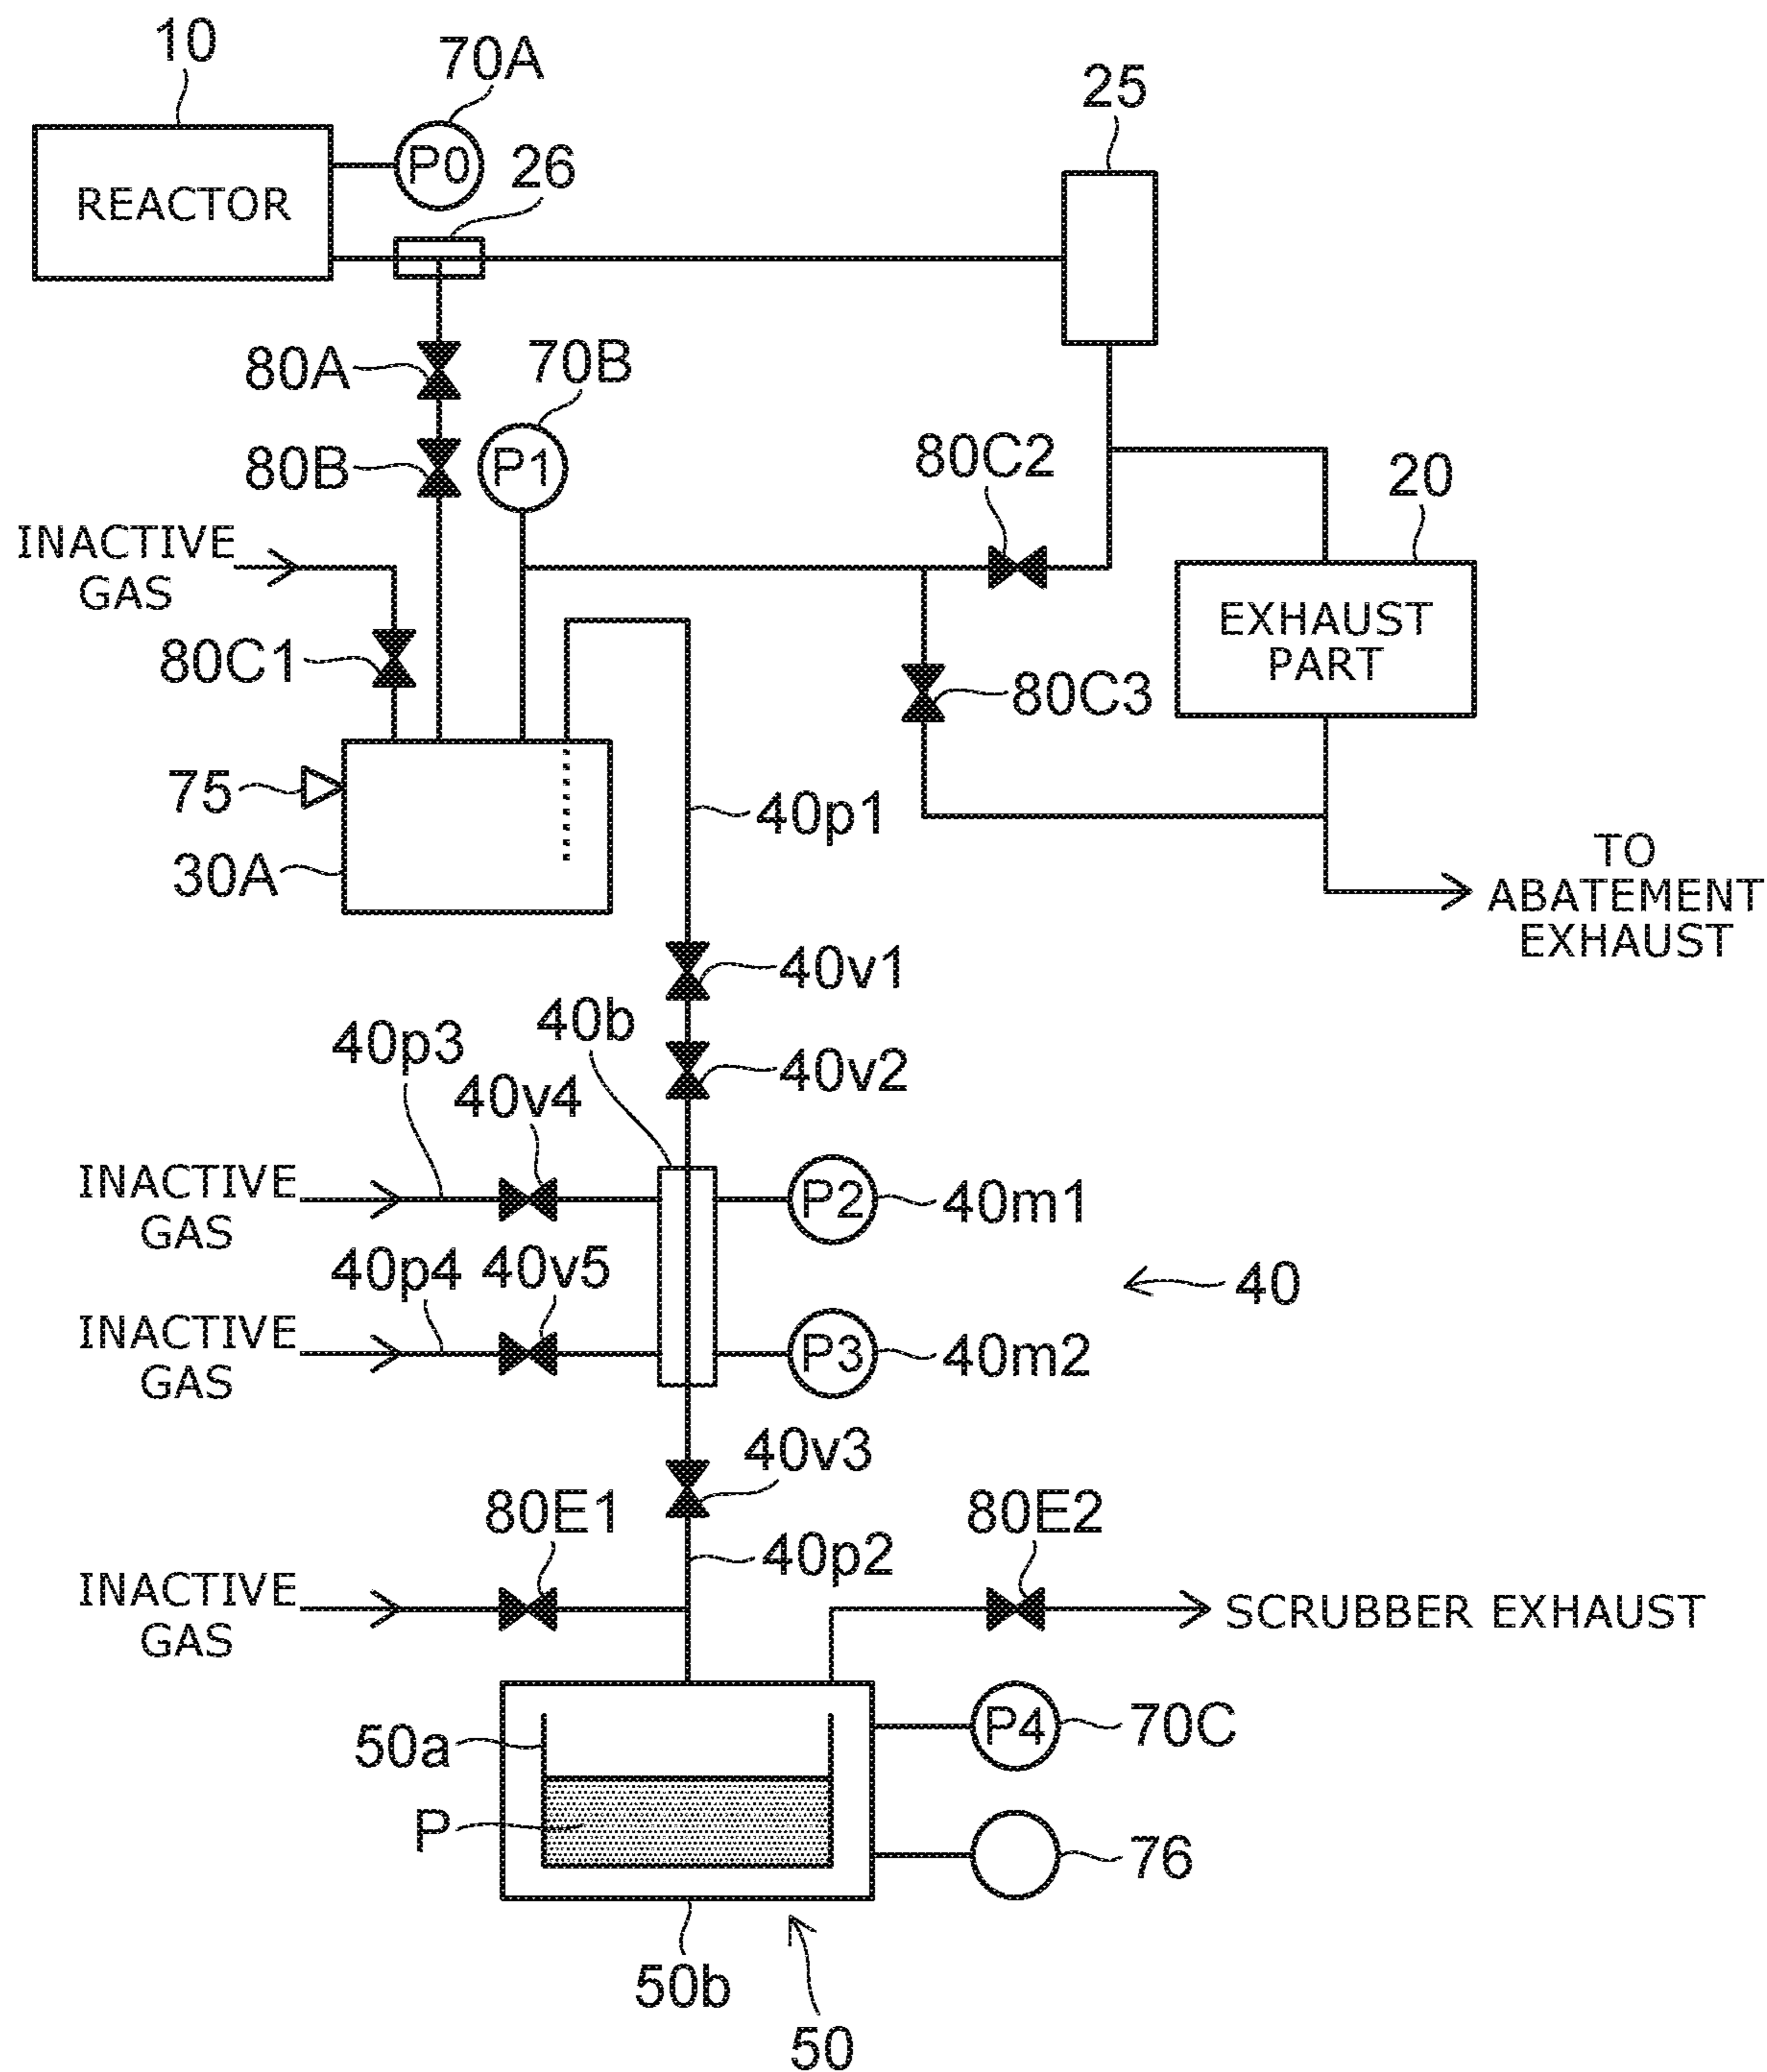 10
70A
25
P0
26
REACTOR
80A
70B
80B
P1
80C2
20
INACTIVE
GAS
EXHAUST
PART
80C1
80C3
75
40p1
30A
TO
ABATEMENT
EXHAUST
40v1
40b
40p3
40v2
40v4
INACTIVE
GAS
P2
40m1
40p4
40v5
40
INACTIVE
GAS
P3
40m2
40v3
80E1
80E2
40p2
INACTIVE
GAS
SCRUBBER EXHAUST
50a
P4
70C
P
76
50b
50